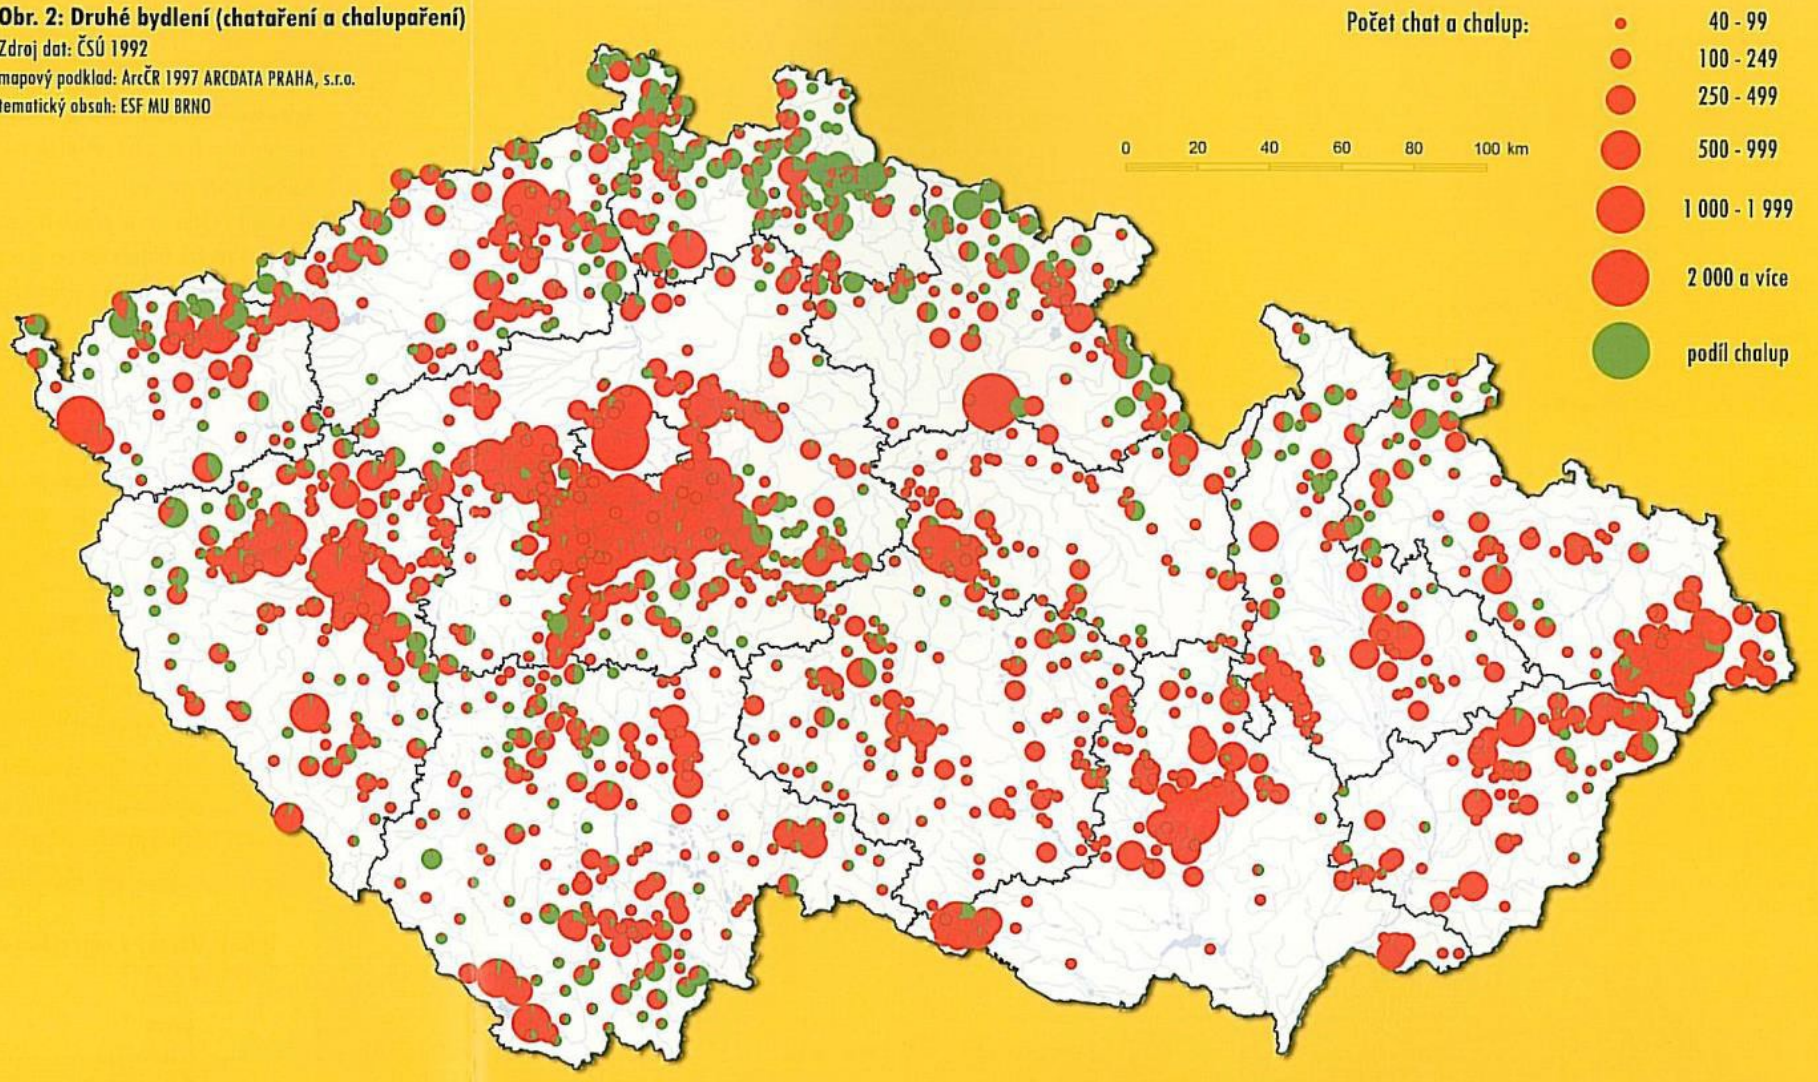 Obr. 2: Druhé bydlení (chataření a chalupaření)
Zdroj dat: ČSÚ 1992
mapový podklad: ArcČR 1997 ARCDATA PRAHA, s.r.o.
tematický obsah: ESF MU BRNO
Počet chat a chalup:
40 - 99
100 - 249
250 - 499
500 - 999
1 000 - 1 999
2 000 a více
podíl chalup
0 20 40 60 80 100 km